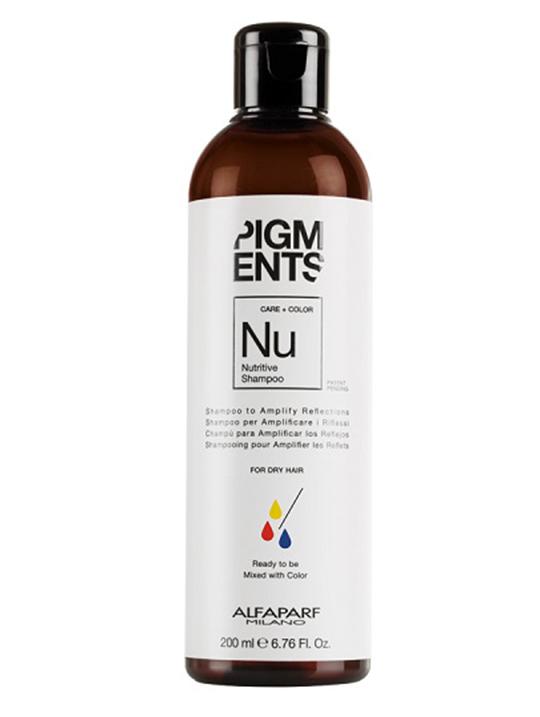 PIGM
ENTS
CARE + COLOR
Nu
Nutritive
Shampoo
PATENT
PENDING
Shampoo to Amplify Reflections
Shampoo per Amplificare i Riflessi
Champú para Amplificar los Reflejos
Shampooing pour Amplifier les Reflets
FOR DRY HAIR
Ready to be
Mixed with Color
ALFAPARF
MILANO
200 ml ℮ 6.76 Fl. Oz.